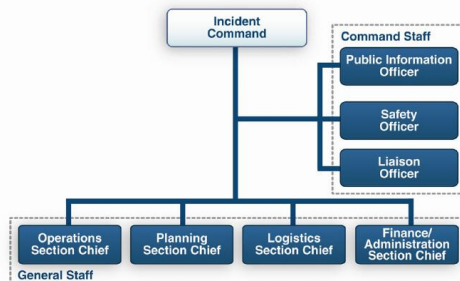 Incident
Command
Command Staff
Public Information
Officer
Safety
Officer
Liaison
Officer
Operations
Section Chief
Planning
Section Chief
Logistics
Section Chief
Finance/
Administration
Section Chief
General Staff